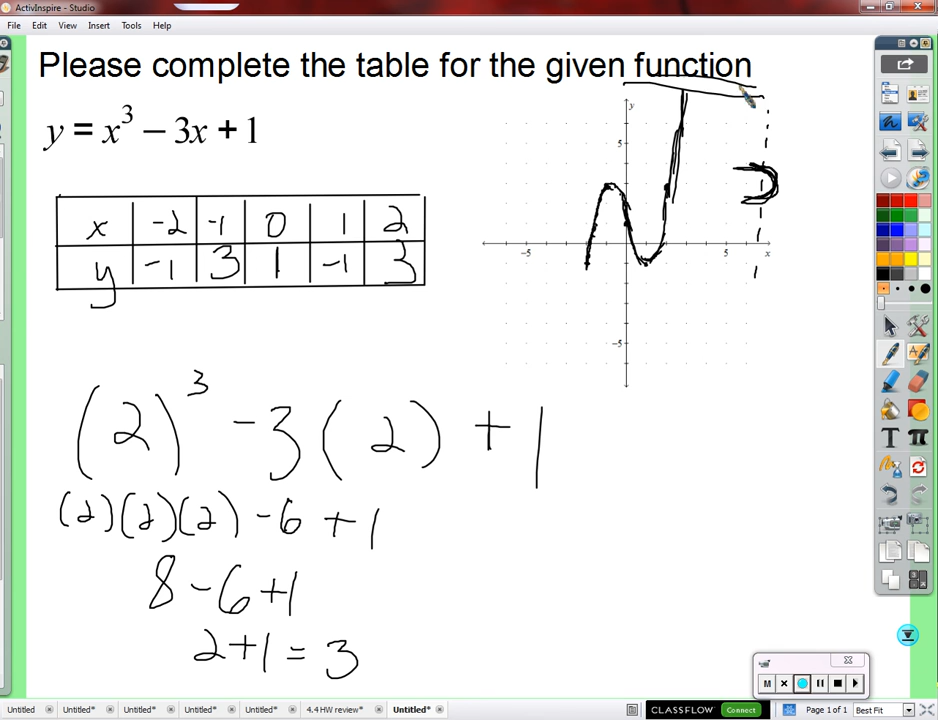 ActivInspire - Studio
File Edit View Insert Tools Help
Please complete the table for the given function
y = x³ − 3x + 1
x -2 -1 0 1 2
y -1 3 1 -1 3
y
5
-5
5
x
-5
(2)³ -3(2) + 1
(2)(2)(2) -6 + 1
8 - 6 + 1
2 + 1 = 3
M
Untitled Untitled* Untitled* Untitled* Untitled* 4.4 HW review* Untitled* CLASSFLOW Connect Page 1 of 1 Best Fit